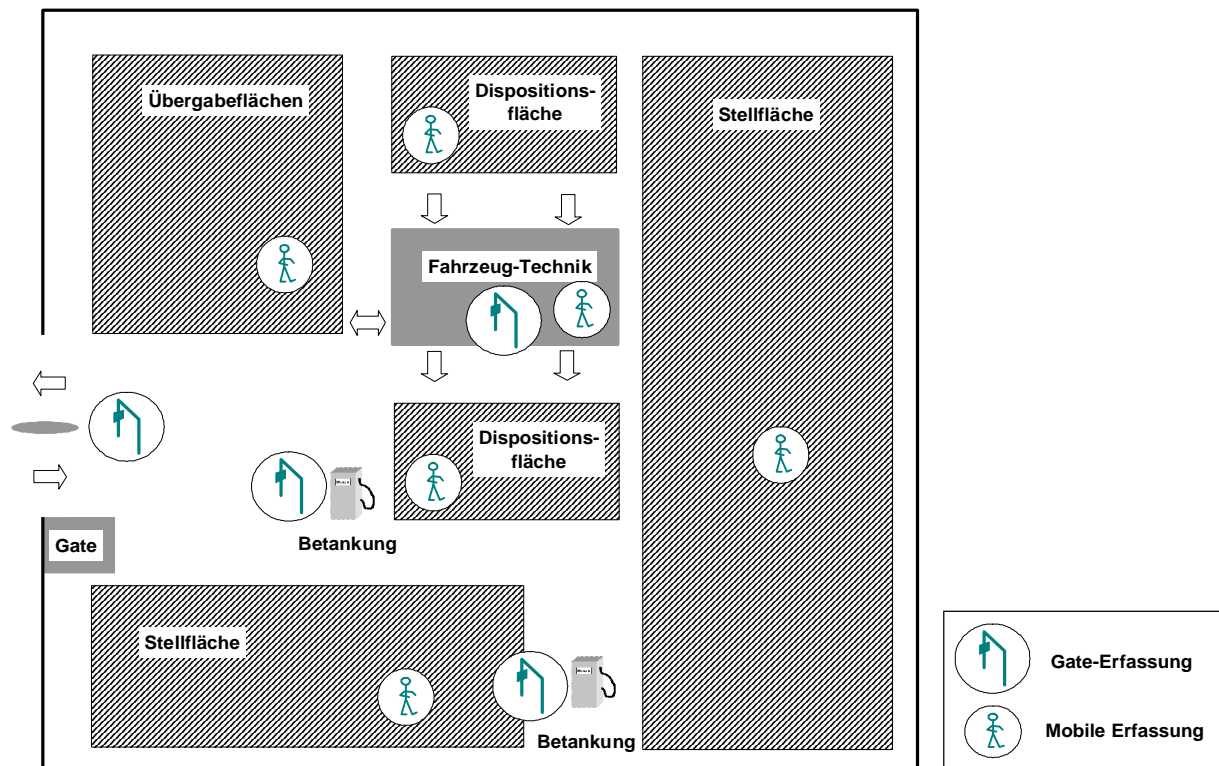 Übergabeflächen
Dispositions-
fläche
Stellfläche
Fahrzeug-Technik
Dispositions-
fläche
Betankung
Gate
Stellfläche
Betankung
Gate-Erfassung
Mobile Erfassung